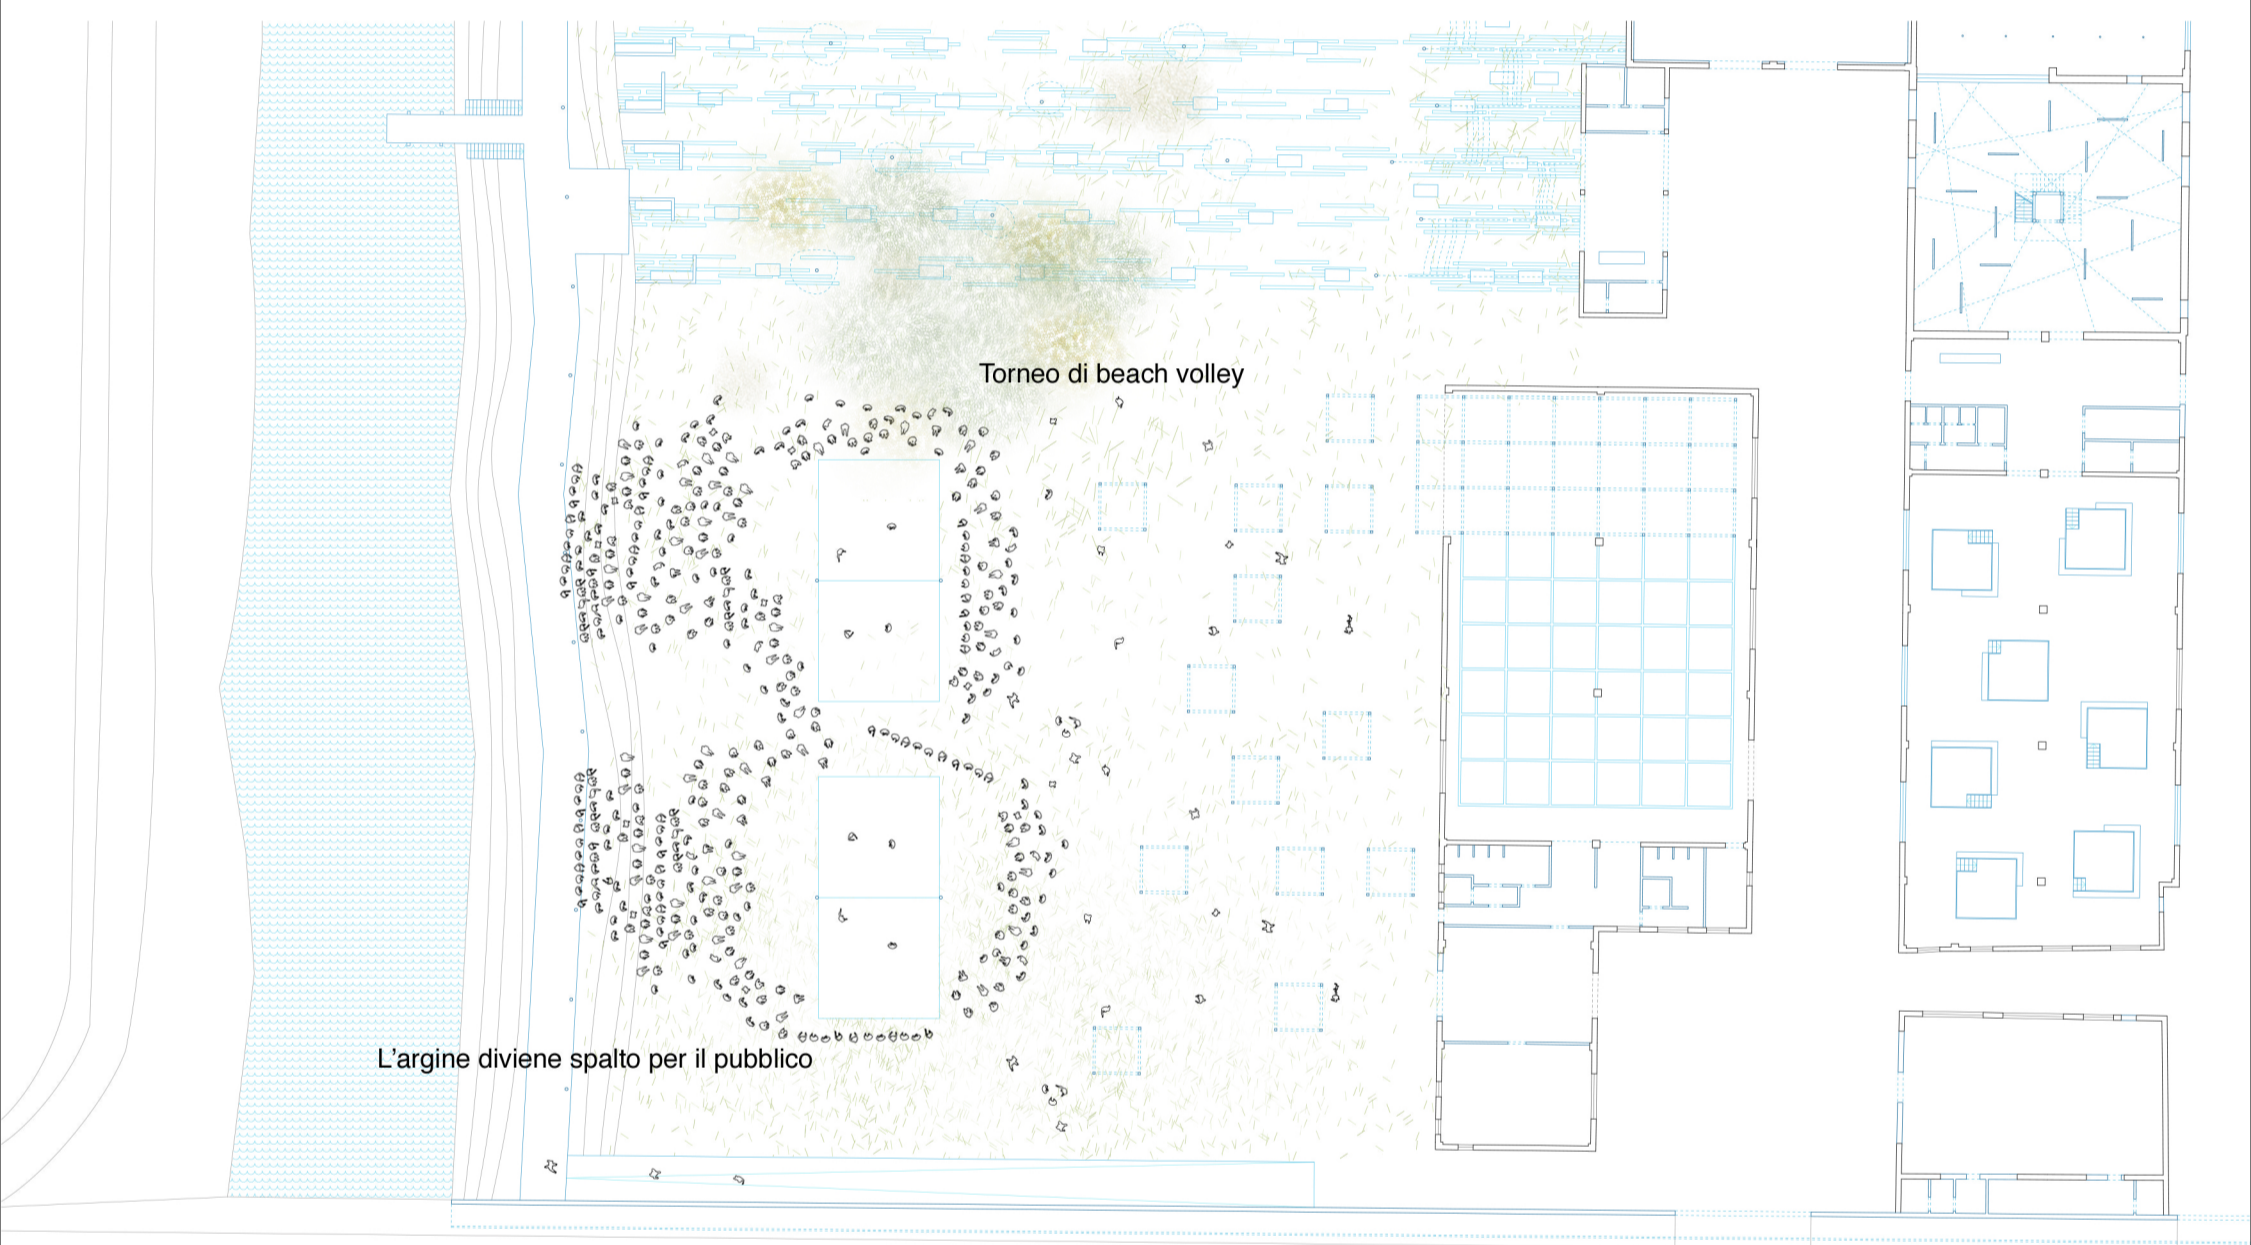 Torneo di beach volley
L'argine diviene spalto per il pubblico